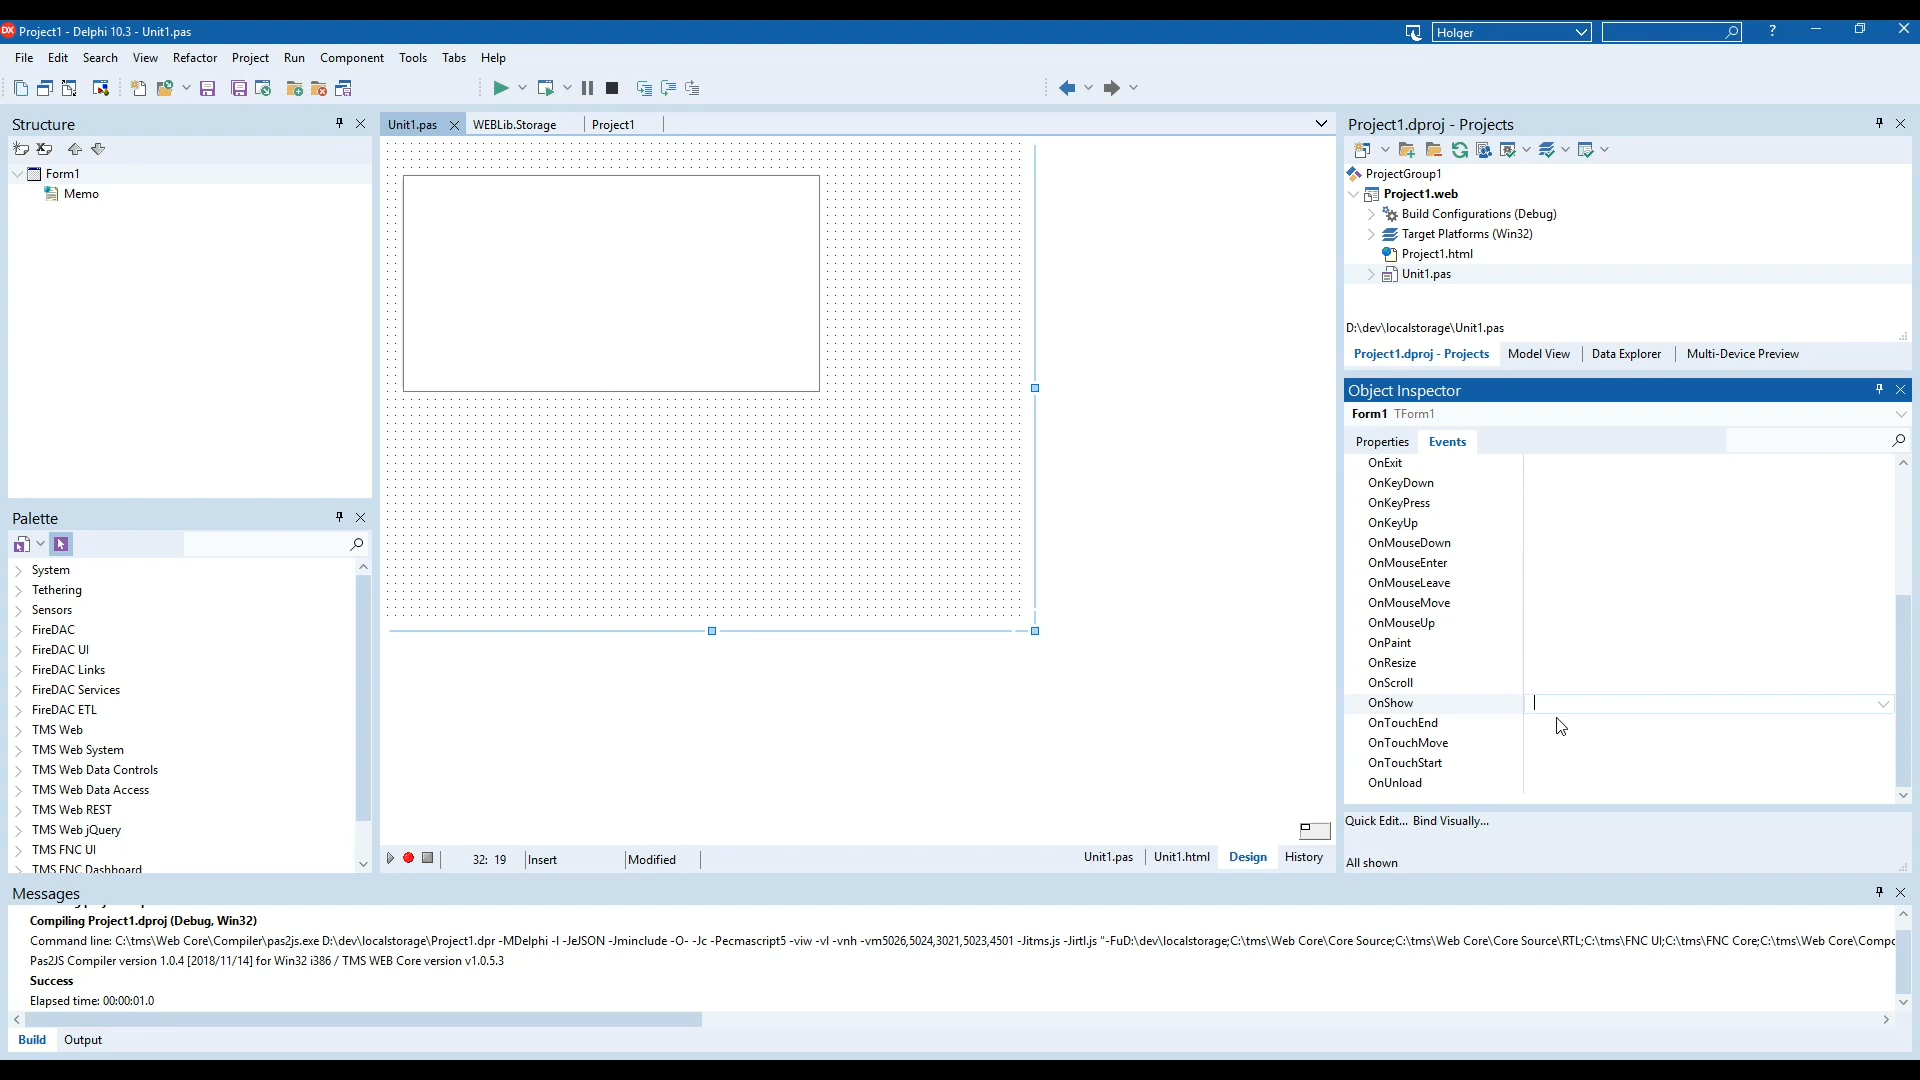 DX Project1 - Delphi 10.3 - Unit1.pas
Holger
?
File Edit Search View Refactor Project Run Component Tools Tabs Help
Structure
Form1
Memo
Unit1.pas WEBLib.Storage Project1
Project1.dproj - Projects
ProjectGroup1
Project1.web
Build Configurations (Debug)
Target Platforms (Win32)
Project1.html
Unit1.pas
D:\dev\localstorage\Unit1.pas
Project1.dproj - Projects Model View Data Explorer Multi-Device Preview
Object Inspector
Form1 TForm1
Properties Events
OnExit
OnKeyDown
OnKeyPress
OnKeyUp
OnMouseDown
OnMouseEnter
OnMouseLeave
OnMouseMove
OnMouseUp
OnPaint
OnResize
OnScroll
OnShow
OnTouchEnd
OnTouchMove
OnTouchStart
OnUnload
Quick Edit... Bind Visually...
All shown
Palette
System
Tethering
Sensors
FireDAC
FireDAC UI
FireDAC Links
FireDAC Services
FireDAC ETL
TMS Web
TMS Web System
TMS Web Data Controls
TMS Web Data Access
TMS Web REST
TMS Web jQuery
TMS FNC UI
TMS FNC Dashboard
32: 19 Insert Modified
Unit1.pas Unit1.html Design History
Messages
Compiling Project1.dproj (Debug, Win32)
Command line: C:\tms\Web Core\Compiler\pas2js.exe D:\dev\localstorage\Project1.dpr -MDelphi -l -JeJSON -Jminclude -O- -Jc -Pecmascript5 -viw -vl -vnh -vm5026,5024,3021,5023,4501 -Jitms.js -Jirtl.js "-FuD:\dev\localstorage;C:\tms\Web Core\Core Source;C:\tms\Web Core\Core Source\RTL;C:\tms\FNC UI;C:\tms\FNC Core;C:\tms\Web Core\Compo
Pas2JS Compiler version 1.0.4 [2018/11/14] for Win32 i386 / TMS WEB Core version v1.0.5.3
Success
Elapsed time: 00:00:01.0
Build Output